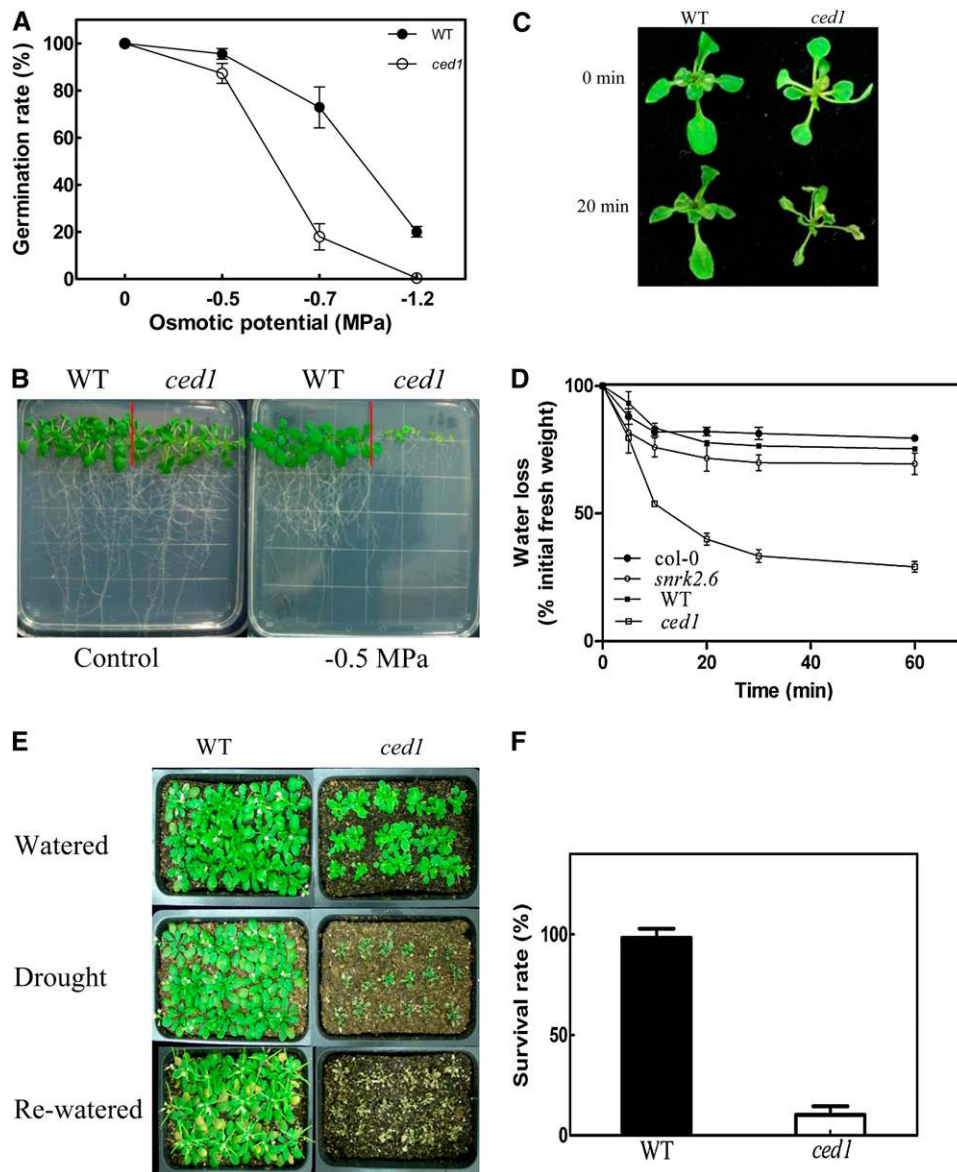 A
Germination rate (%)
100
80
60
40
20
0
0 -0.5 -0.7 -1.2
Osmotic potential (MPa)
WT
ced1
B
WT ced1 WT ced1
Control -0.5 MPa
C
WT ced1
0 min
20 min
D
Water loss
(% initial fresh weight)
100
50
0
0 20 40 60
Time (min)
col-0
snrk2.6
WT
ced1
E
WT ced1
Watered
Drought
Re-watered
F
Survival rate (%)
100
50
0
WT ced1